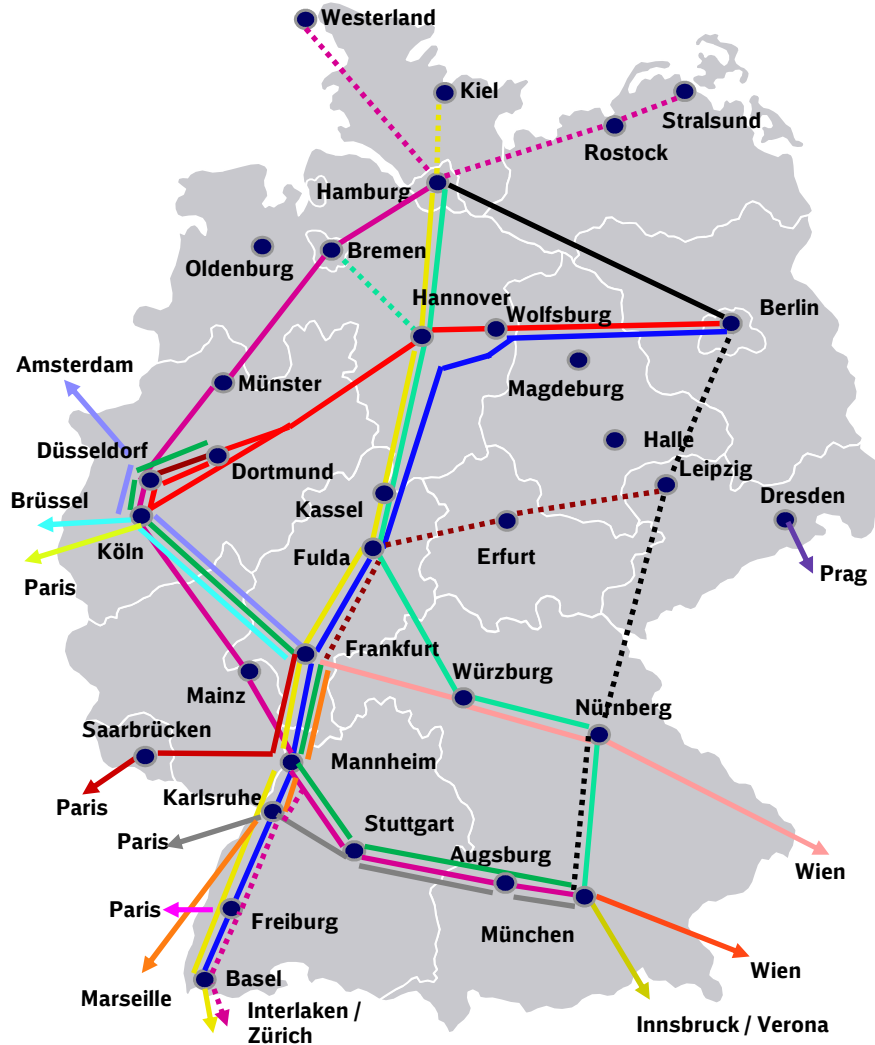 Westerland
Kiel
Stralsund
Rostock
Hamburg
Bremen
Oldenburg
Hannover
Wolfsburg
Berlin
Amsterdam
Münster
Magdeburg
Düsseldorf
Dortmund
Halle
Leipzig
Brüssel
Kassel
Dresden
Köln
Fulda
Erfurt
Paris
Prag
Frankfurt
Würzburg
Mainz
Nürnberg
Saarbrücken
Mannheim
Paris
Karlsruhe
Stuttgart
Paris
Augsburg
Wien
Paris
Freiburg
München
Basel
Wien
Marseille
Interlaken /
Zürich
Innsbruck / Verona